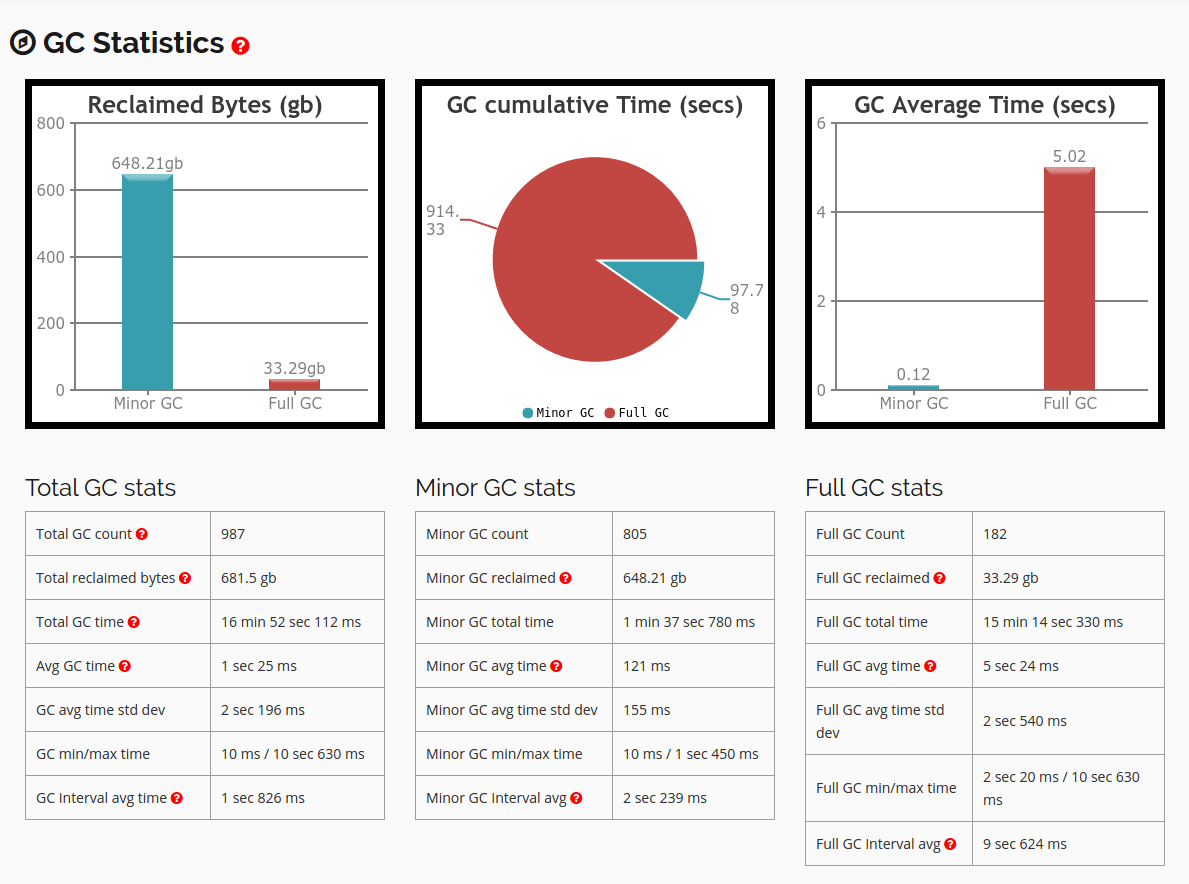 GC Statistics ?
Reclaimed Bytes (gb)
800
600
400
200
0
648.21gb
33.29gb
Minor GC
Full GC
GC cumulative Time (secs)
914.
33
97.7
8
Minor GC Full GC
GC Average Time (secs)
6
4
2
0
0.12
5.02
Minor GC
Full GC
Total GC stats
Total GC count ? 987
Total reclaimed bytes ? 681.5 gb
Total GC time ? 16 min 52 sec 112 ms
Avg GC time ? 1 sec 25 ms
GC avg time std dev 2 sec 196 ms
GC min/max time 10 ms / 10 sec 630 ms
GC Interval avg time ? 1 sec 826 ms
Minor GC stats
Minor GC count 805
Minor GC reclaimed ? 648.21 gb
Minor GC total time 1 min 37 sec 780 ms
Minor GC avg time ? 121 ms
Minor GC avg time std dev 155 ms
Minor GC min/max time 10 ms / 1 sec 450 ms
Minor GC Interval avg ? 2 sec 239 ms
Full GC stats
Full GC Count 182
Full GC reclaimed ? 33.29 gb
Full GC total time 15 min 14 sec 330 ms
Full GC avg time ? 5 sec 24 ms
Full GC avg time std
dev
2 sec 540 ms
Full GC min/max time
2 sec 20 ms / 10 sec 630
ms
Full GC Interval avg ? 9 sec 624 ms